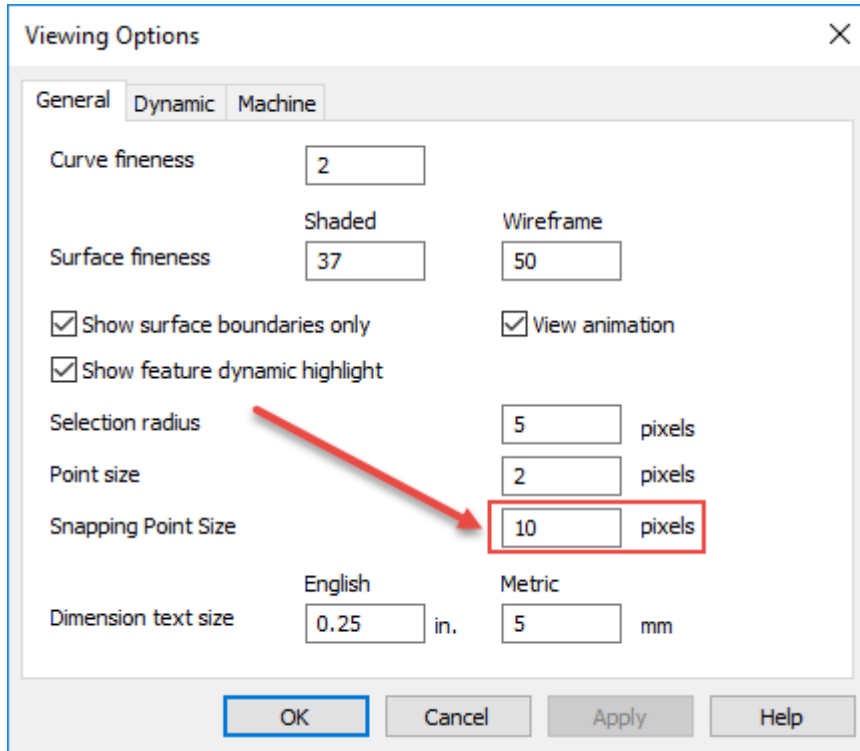 Viewing Options
General Dynamic Machine
Curve fineness 2
Shaded Wireframe
Surface fineness 37 50
Show surface boundaries only View animation
Show feature dynamic highlight
Selection radius 5 pixels
Point size 2 pixels
Snapping Point Size 10 pixels
English Metric
Dimension text size 0.25 in. 5 mm
OK Cancel Apply Help